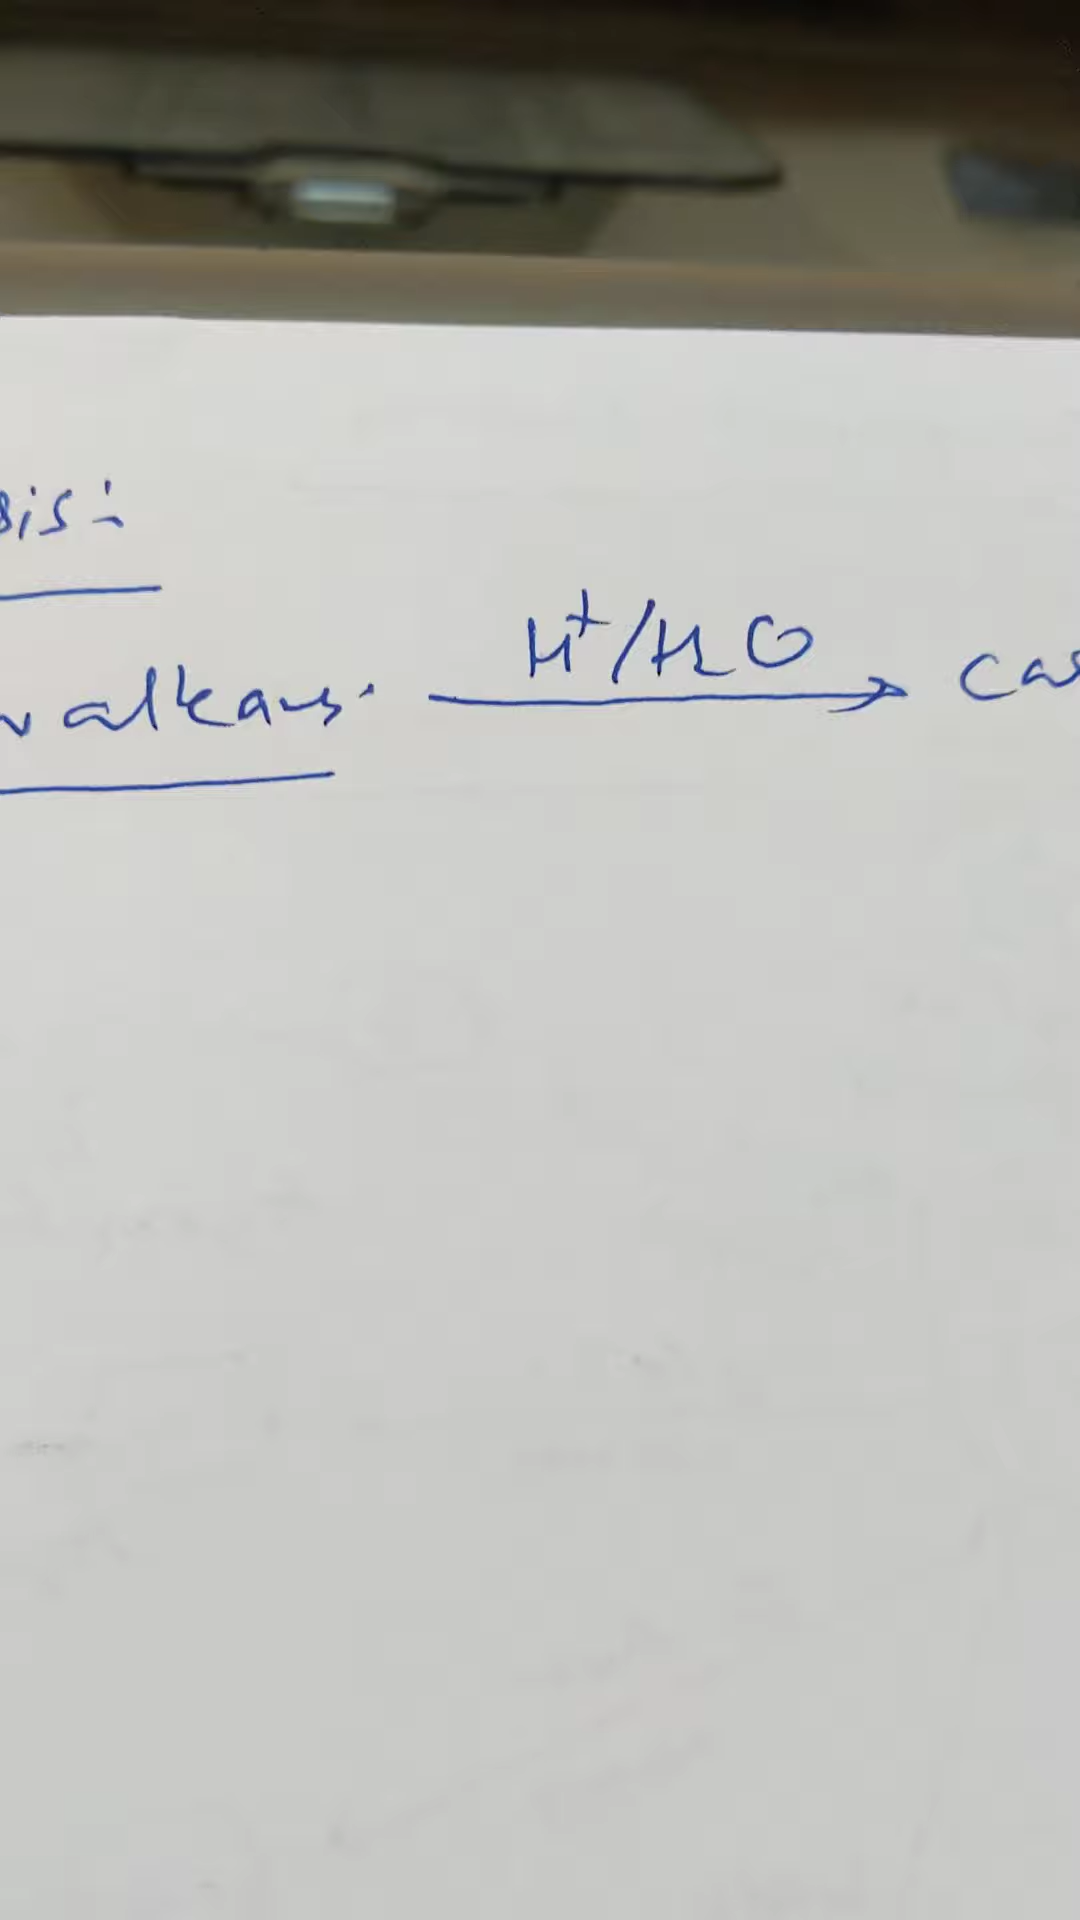 sis:-
H+/H2O
alkans. → ca